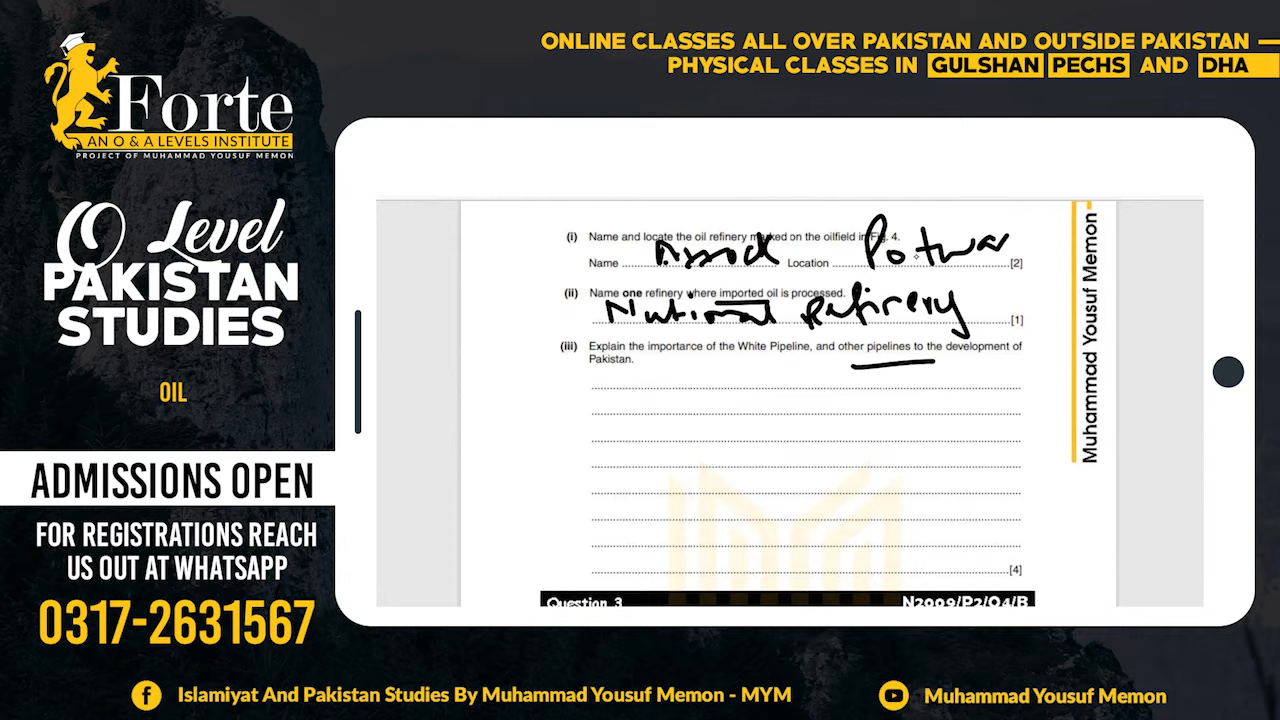 Forte
AN O & A LEVELS INSTITUTE
PROJECT OF MUHAMMAD YOUSUF MEMON
ONLINE CLASSES ALL OVER PAKISTAN AND OUTSIDE PAKISTAN
PHYSICAL CLASSES IN GULSHAN PECHS AND DHA
O Level
PAKISTAN
STUDIES
OIL
ADMISSIONS OPEN
FOR REGISTRATIONS REACH
US OUT AT WHATSAPP
0317-2631567
(i) Name and locate the oil refinery marked on the oilfield in Fig. 4.
Name Assock Location Potwar [2]
(ii) Name one refinery where imported oil is processed.
National Refinery [1]
(iii) Explain the importance of the White Pipeline, and other pipelines to the development of
Pakistan.
[4]
Question 3 N2009/P2/Q4/B
Muhammad Yousuf Memon
Islamiyat And Pakistan Studies By Muhammad Yousuf Memon - MYM
Muhammad Yousuf Memon